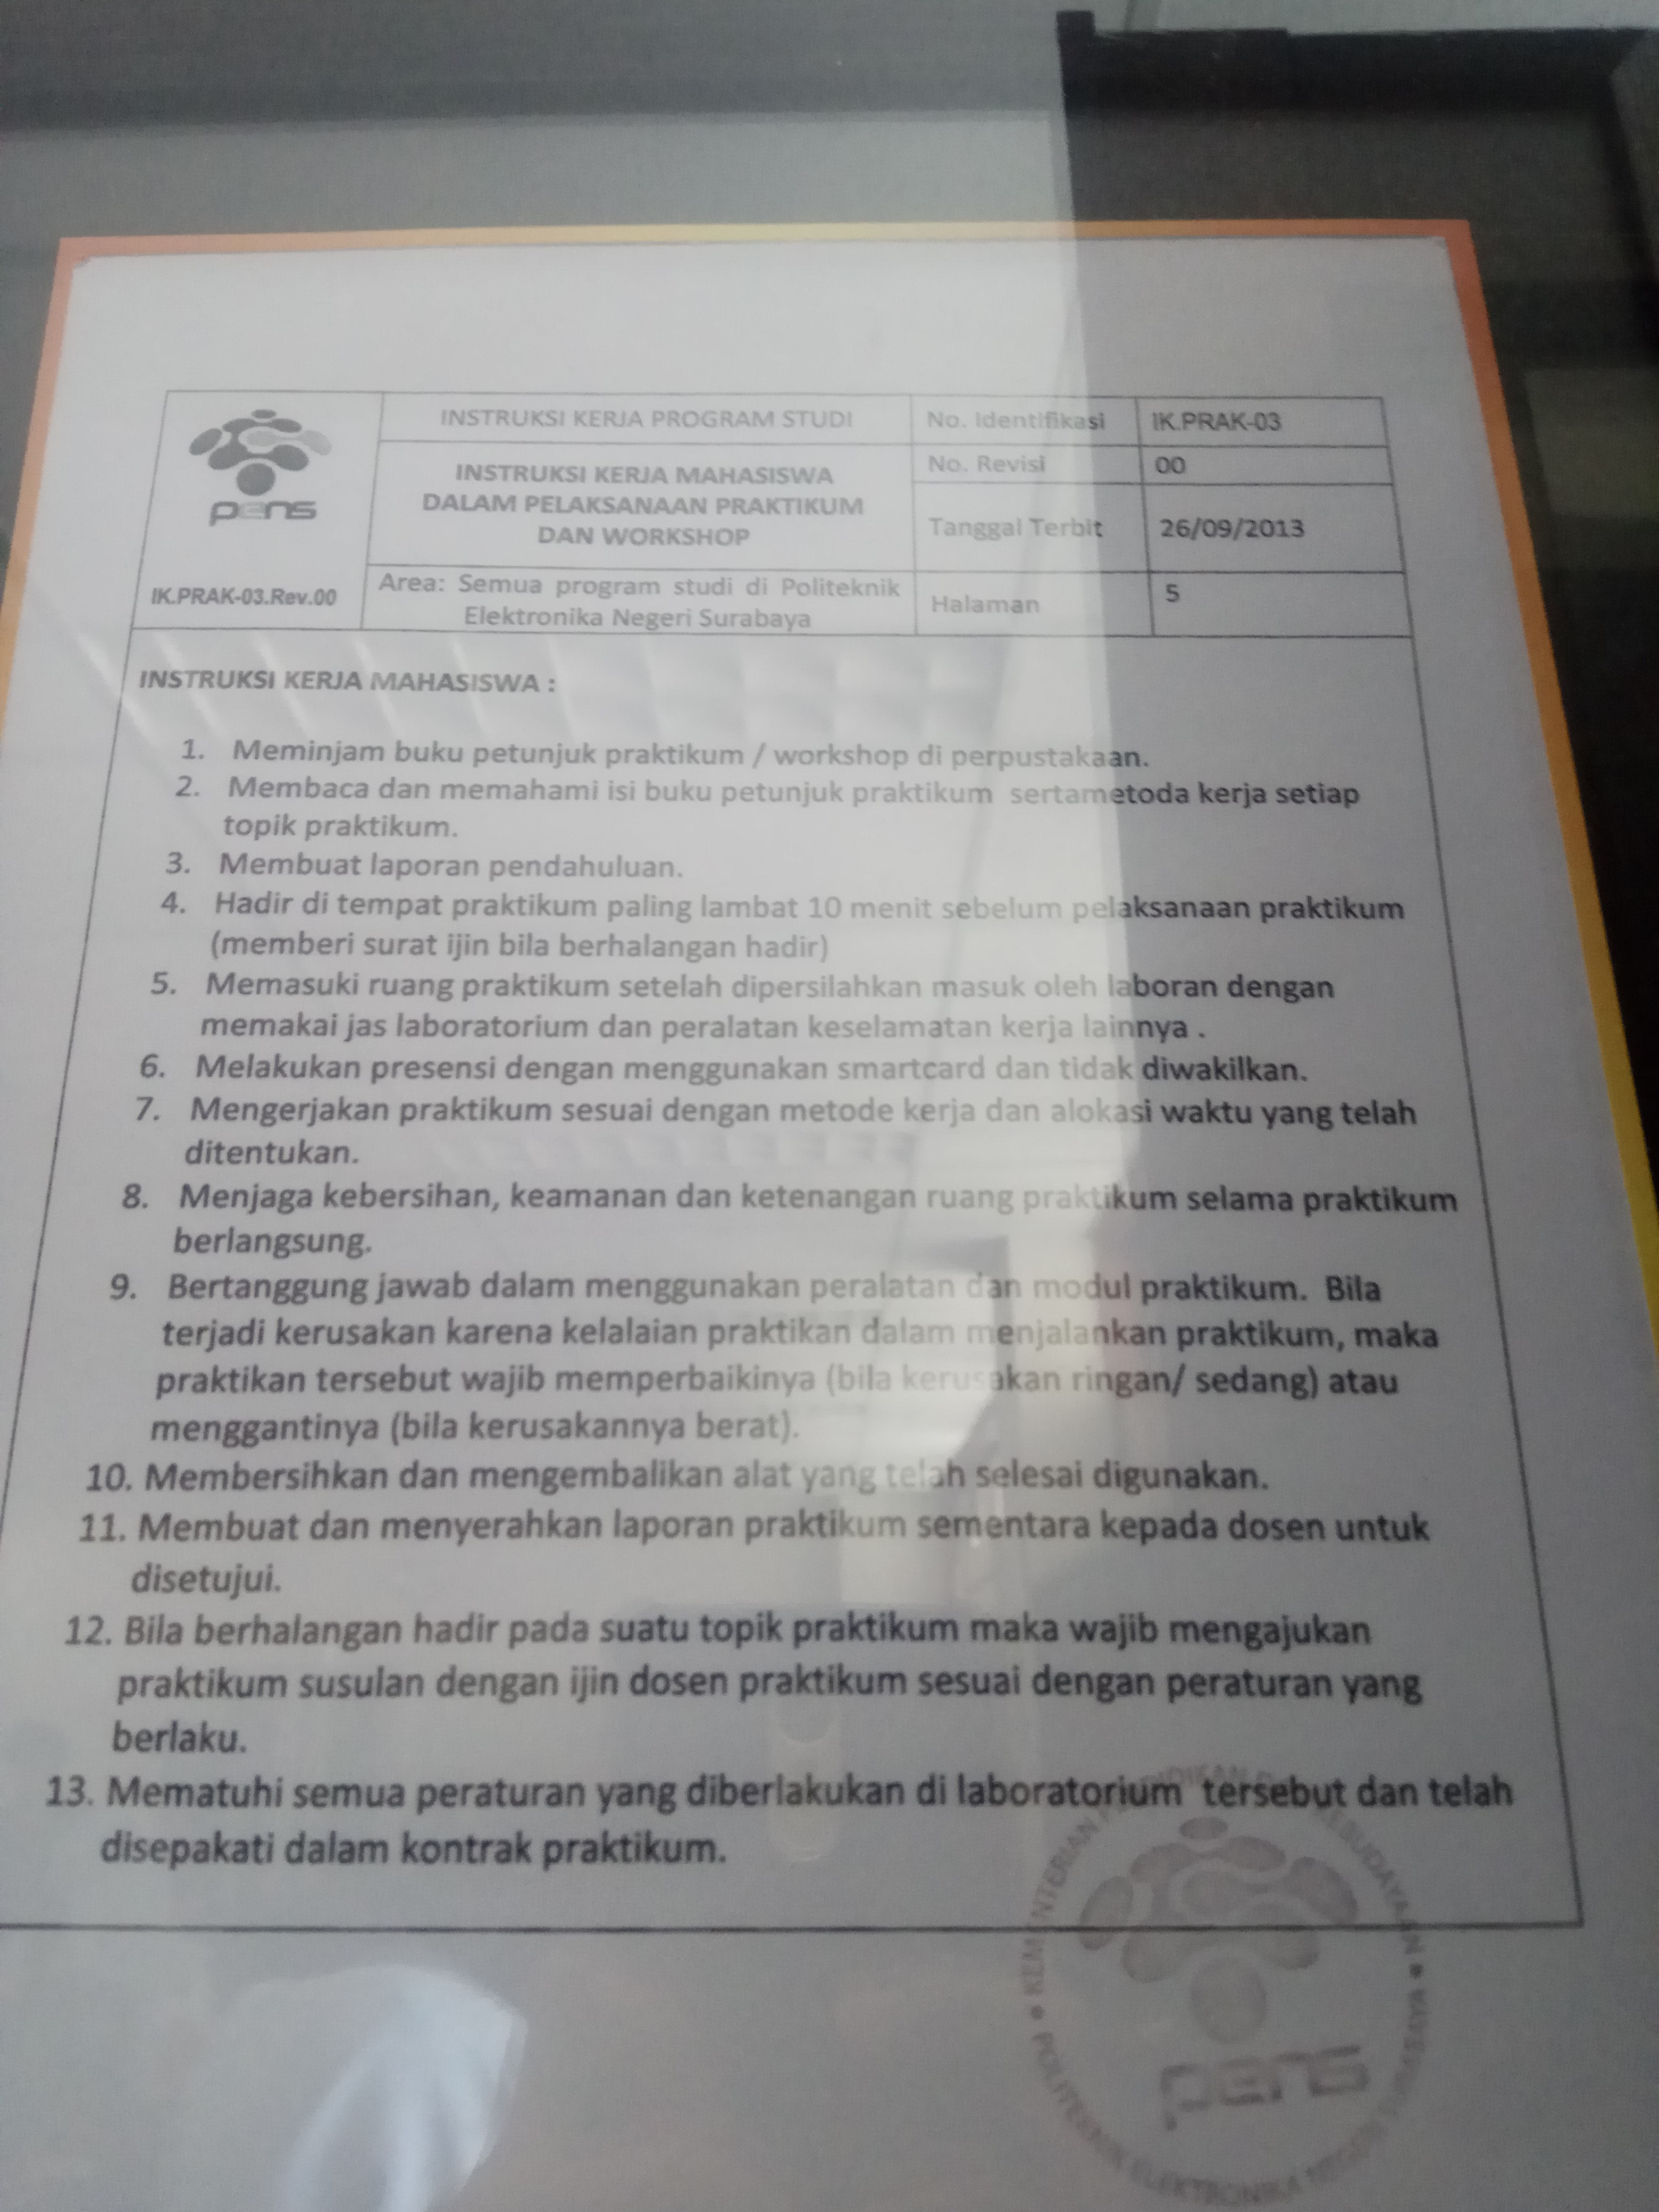 pens
IK.PRAK-03.Rev.00
INSTRUKSI KERJA PROGRAM STUDI
INSTRUKSI KERJA MAHASISWA
DALAM PELAKSANAAN PRAKTIKUM
DAN WORKSHOP
Area: Semua program studi di Politeknik
Elektronika Negeri Surabaya
No. Identifikasi IK.PRAK-03
No. Revisi 00
Tanggal Terbit 26/09/2013
Halaman 5
INSTRUKSI KERJA MAHASISWA :
1. Meminjam buku petunjuk praktikum / workshop di perpustakaan.
2. Membaca dan memahami isi buku petunjuk praktikum sertametoda kerja setiap
topik praktikum.
3. Membuat laporan pendahuluan.
4. Hadir di tempat praktikum paling lambat 10 menit sebelum pelaksanaan praktikum
(memberi surat ijin bila berhalangan hadir)
5. Memasuki ruang praktikum setelah dipersilahkan masuk oleh laboran dengan
memakai jas laboratorium dan peralatan keselamatan kerja lainnya .
6. Melakukan presensi dengan menggunakan smartcard dan tidak diwakilkan.
7. Mengerjakan praktikum sesuai dengan metode kerja dan alokasi waktu yang telah
ditentukan.
8. Menjaga kebersihan, keamanan dan ketenangan ruang praktikum selama praktikum
berlangsung.
9. Bertanggung jawab dalam menggunakan peralatan dan modul praktikum. Bila
terjadi kerusakan karena kelalaian praktikan dalam menjalankan praktikum, maka
praktikan tersebut wajib memperbaikinya (bila kerusakan ringan/ sedang) atau
menggantinya (bila kerusakannya berat).
10. Membersihkan dan mengembalikan alat yang telah selesai digunakan.
11. Membuat dan menyerahkan laporan praktikum sementara kepada dosen untuk
disetujui.
12. Bila berhalangan hadir pada suatu topik praktikum maka wajib mengajukan
praktikum susulan dengan ijin dosen praktikum sesuai dengan peraturan yang
berlaku.
13. Mematuhi semua peraturan yang diberlakukan di laboratorium tersebut dan telah
disepakati dalam kontrak praktikum.
KEMENTERIAN KEBUDAYAAN
pens
POLITEKNIK ELEKTRONIKA NEGERI SURABAYA